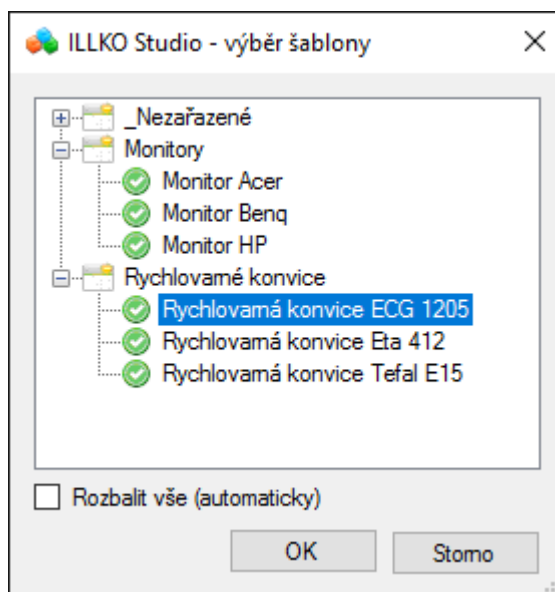 ILLKO Studio - výběr šablony
_Nezařazené
Monitory
Monitor Acer
Monitor Benq
Monitor HP
Rychlovarné konvice
Rychlovarná konvice ECG 1205
Rychlovarná konvice Eta 412
Rychlovarná konvice Tefal E15
Rozbalit vše (automaticky)
OK
Storno